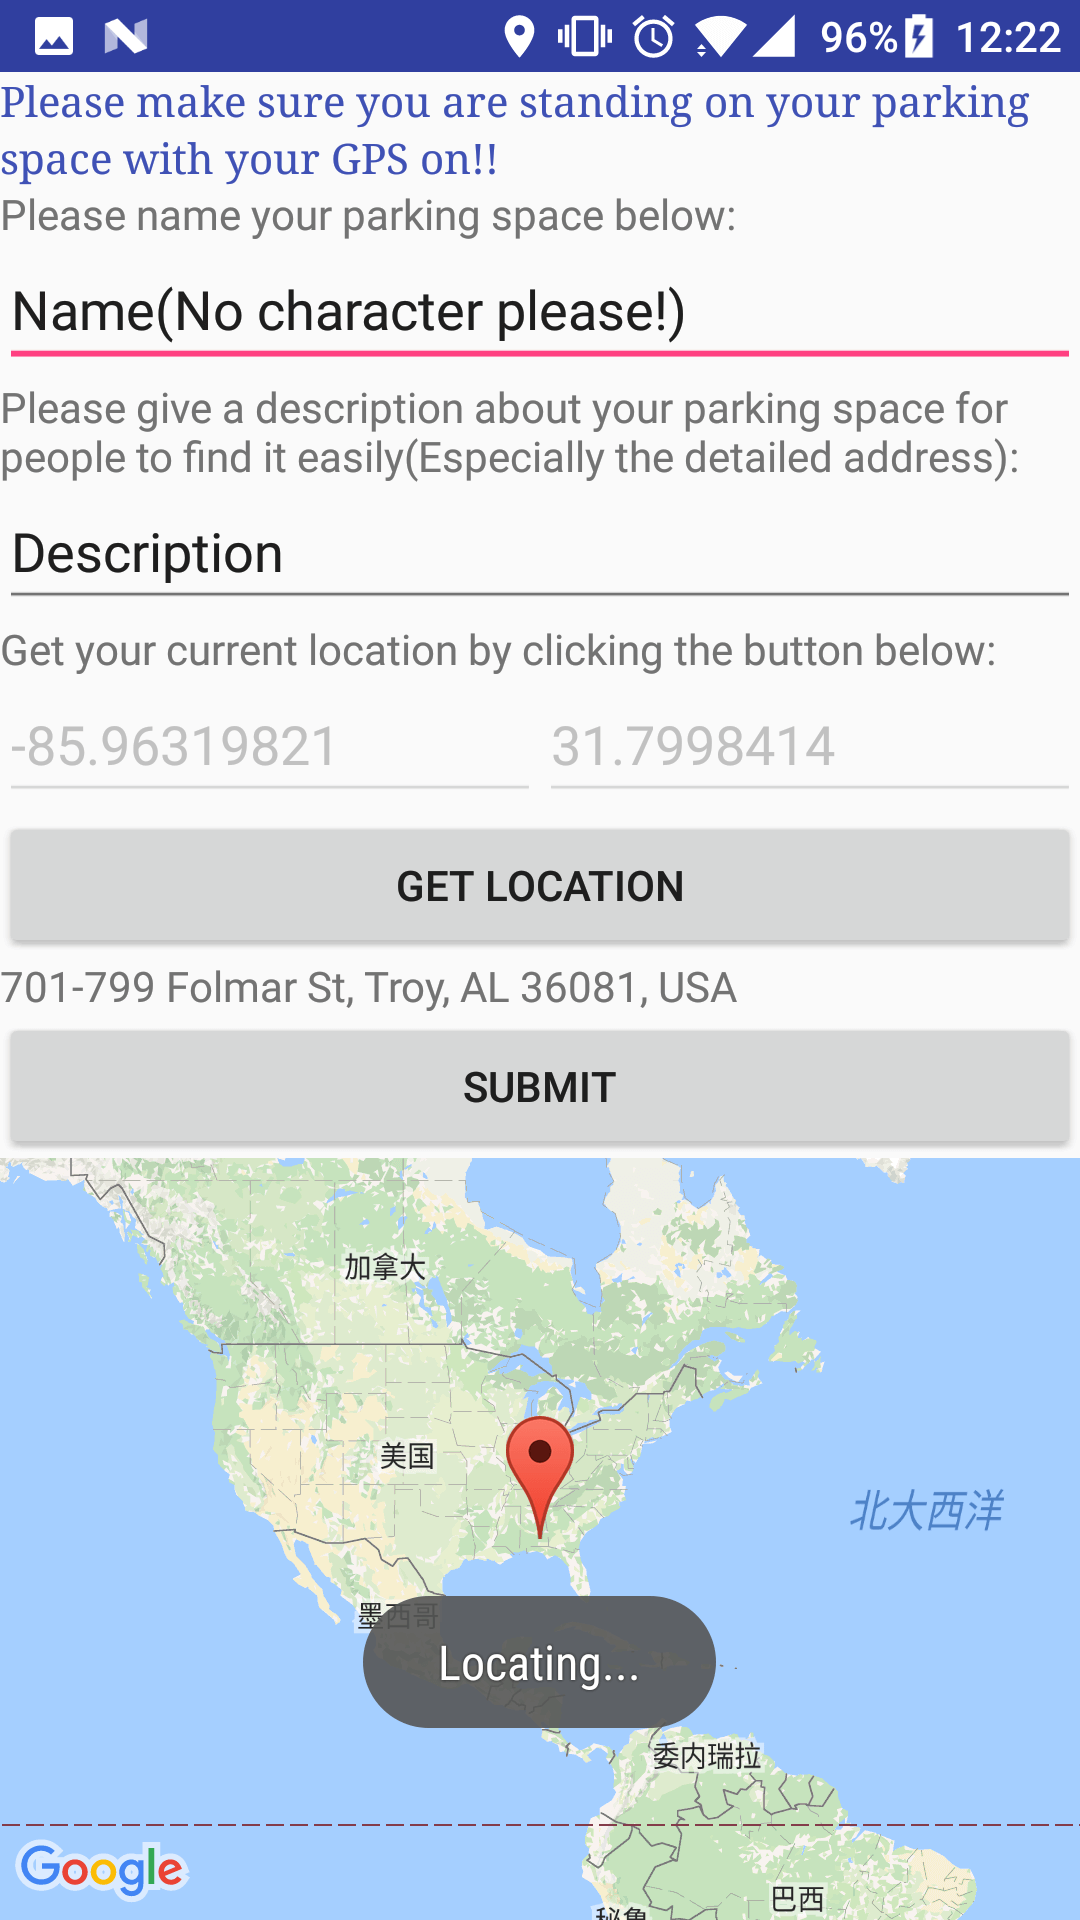 96% 12:22
Please make sure you are standing on your parking
space with your GPS on!!
Please name your parking space below:
Name(No character please!)
Please give a description about your parking space for
people to find it easily(Especially the detailed address):
Description
Get your current location by clicking the button below:
-85.96319821 31.7998414
GET LOCATION
701-799 Folmar St, Troy, AL 36081, USA
SUBMIT
加拿大
美国
北大西洋
墨西哥
Locating...
委内瑞拉
Google
巴西
秘鲁